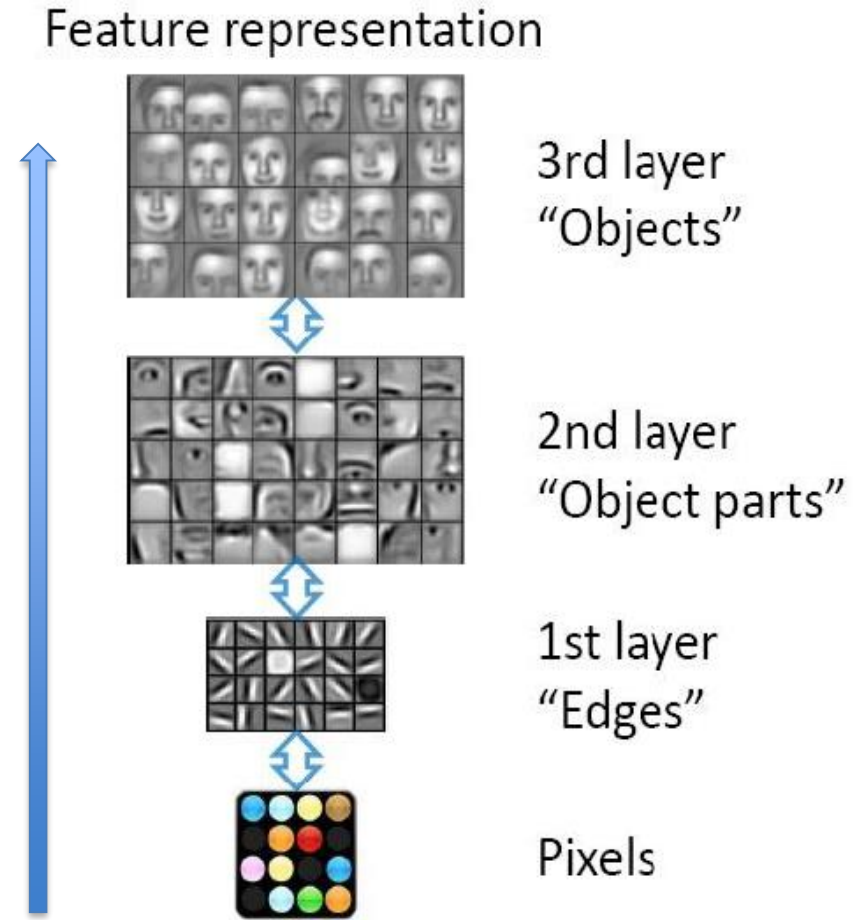 Feature representation
3rd layer
“Objects”
2nd layer
“Object parts”
1st layer
“Edges”
Pixels